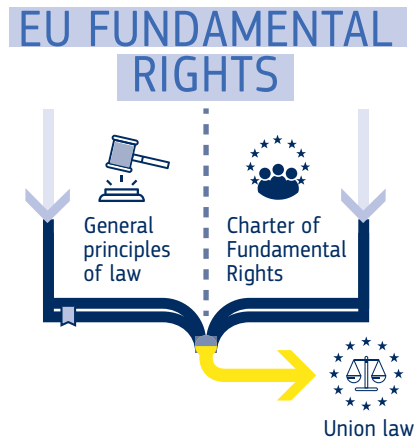 EU FUNDAMENTAL
RIGHTS
General
principles
of law
Charter of
Fundamental
Rights
Union law